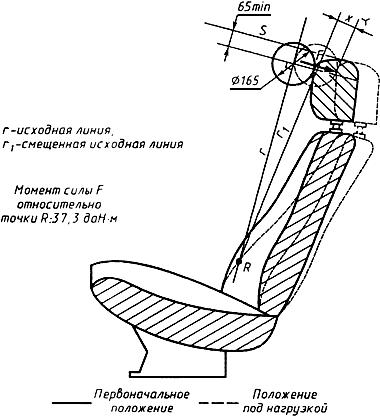 65min
S
X
Y
F
Ø165
r-исходная линия,
r₁-смещенная исходная линия
r₁
r
Момент силы F
относительно
точки R:37,3 даН·м
R
Первоначальное
положение
Положение
под нагрузкой